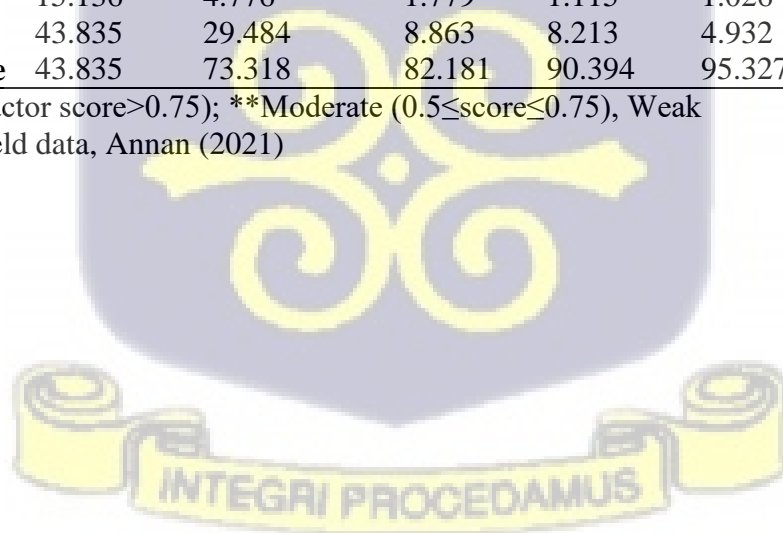 43.835 29.484 8.863 8.213 4.932
43.835 73.318 82.181 90.394 95.327
actor score>0.75); **Moderate (0.5≤score≤0.75), Weak
eld data, Annan (2021)
INTEGRI PROCEDAMUS